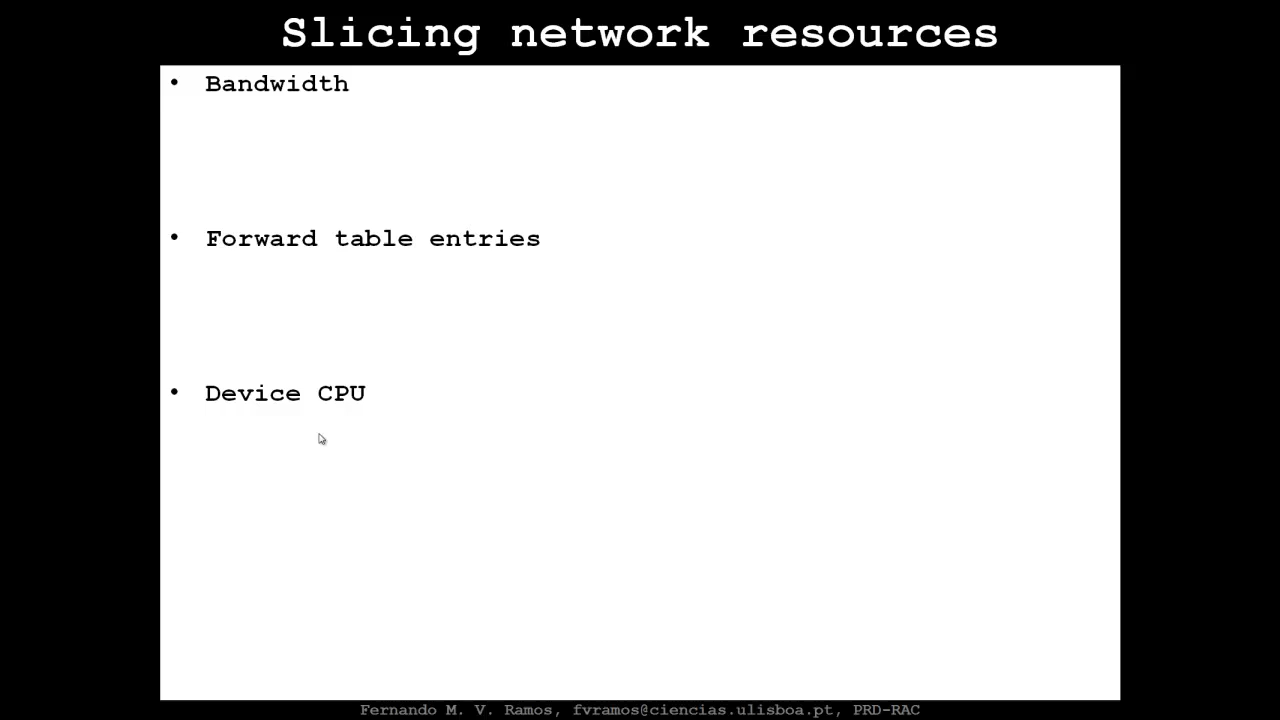 Slicing network resources
• Bandwidth
• Forward table entries
• Device CPU
Fernando M. V. Ramos, fvramos@ciencias.ulisboa.pt, PRD-RAC